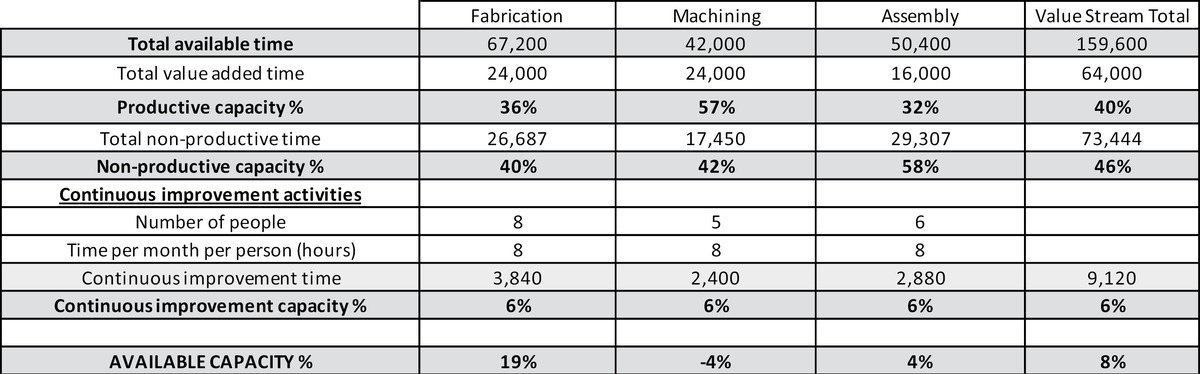 Fabrication Machining Assembly Value Stream Total
Total available time 67,200 42,000 50,400 159,600
Total value added time 24,000 24,000 16,000 64,000
Productive capacity % 36% 57% 32% 40%
Total non-productive time 26,687 17,450 29,307 73,444
Non-productive capacity % 40% 42% 58% 46%
Continuous improvement activities
Number of people 8 5 6
Time per month per person (hours) 8 8 8
Continuous improvement time 3,840 2,400 2,880 9,120
Continuous improvement capacity % 6% 6% 6% 6%
AVAILABLE CAPACITY % 19% -4% 4% 8%